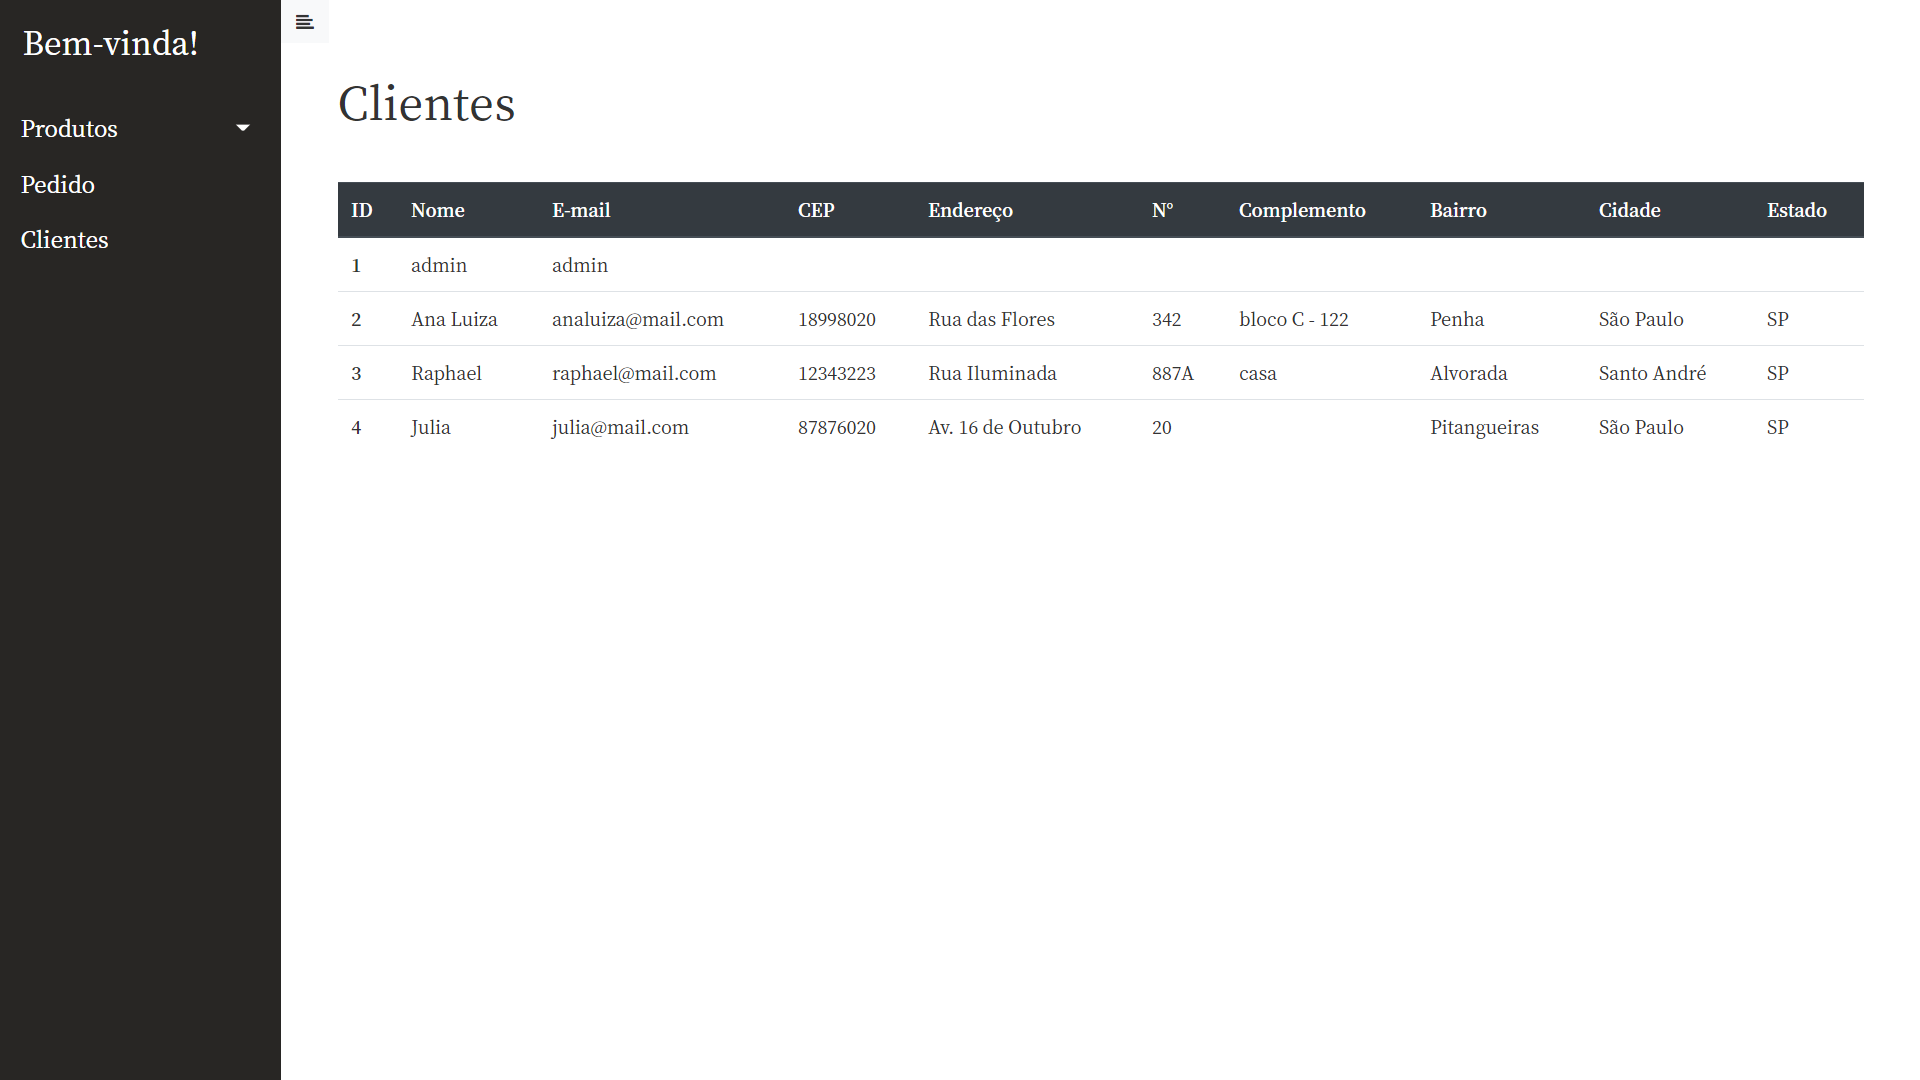 Bem-vinda!
Produtos
Pedido
Clientes
Clientes
ID Nome E-mail CEP Endereço Nº Complemento Bairro Cidade Estado
1 admin admin
2 Ana Luiza analuiza@mail.com 18998020 Rua das Flores 342 bloco C - 122 Penha São Paulo SP
3 Raphael raphael@mail.com 12343223 Rua Iluminada 887A casa Alvorada Santo André SP
4 Julia julia@mail.com 87876020 Av. 16 de Outubro 20 Pitangueiras São Paulo SP